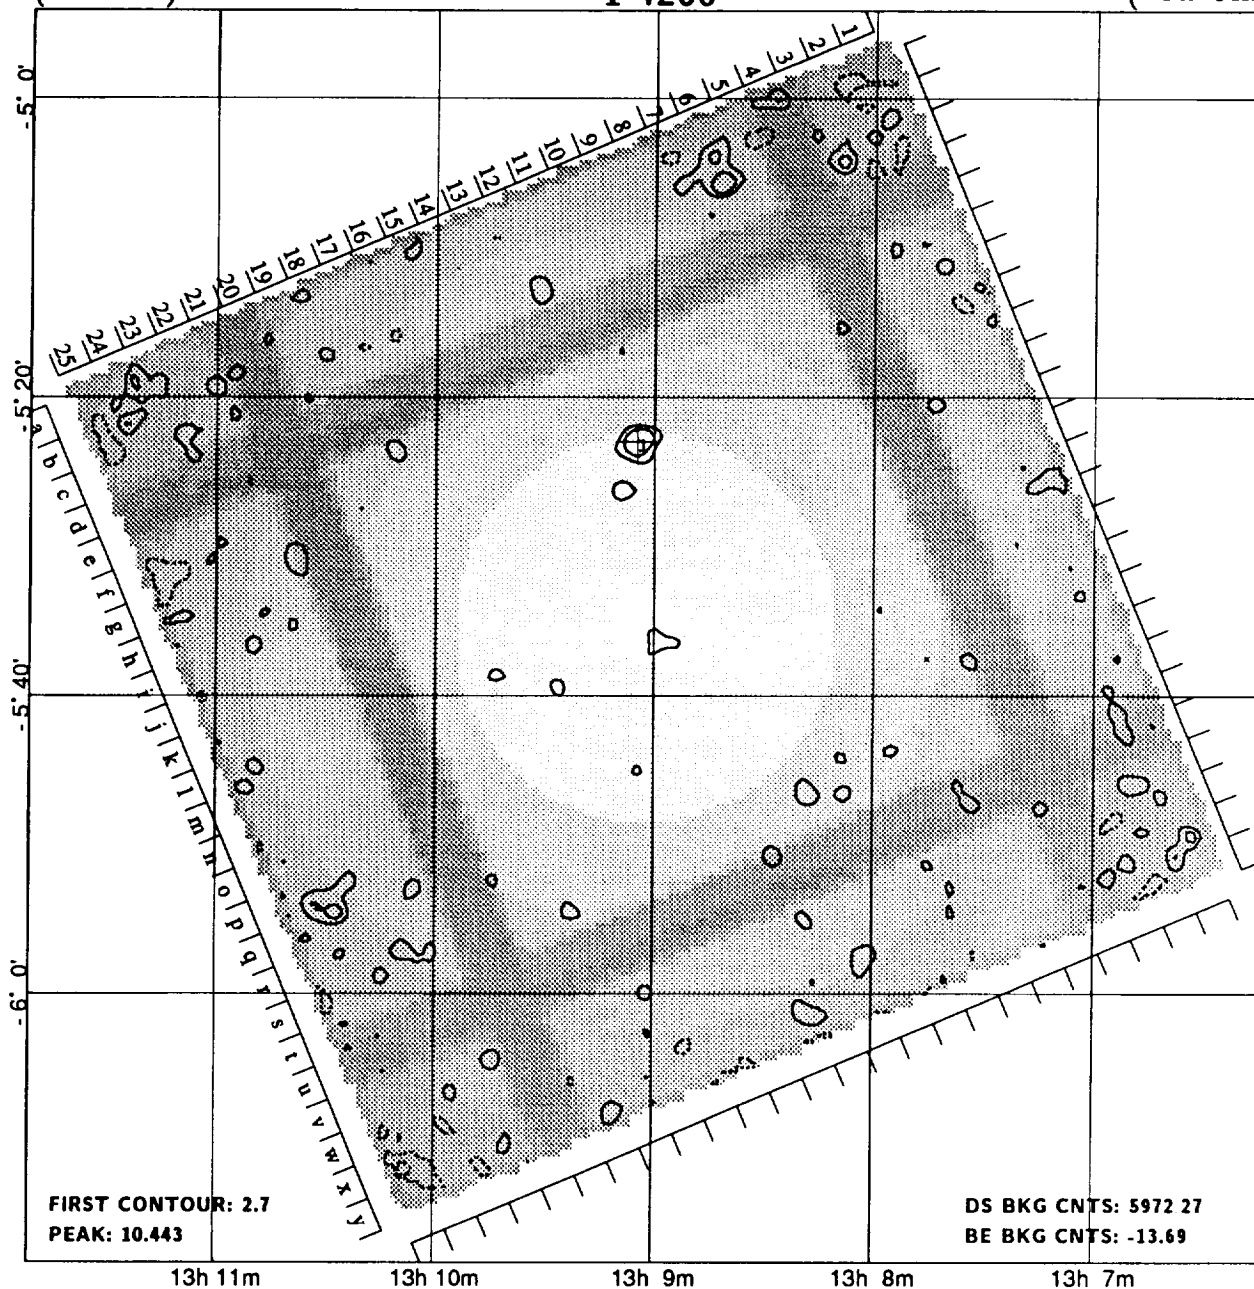 1 2 3 4 5 6 7 8 9 10 11 12 13 14 15 16 17 18 19 20 21 22 23 24 25
-5° 0'
-5° 20'
a b c d e f g h i j k l m n o p q r s t u v w x y
-5° 40'
-6° 0'
FIRST CONTOUR: 2.7
PEAK: 10.443
DS BKG CNTS: 5972.27
BE BKG CNTS: -13.69
13h 11m 13h 10m 13h 9m 13h 8m 13h 7m